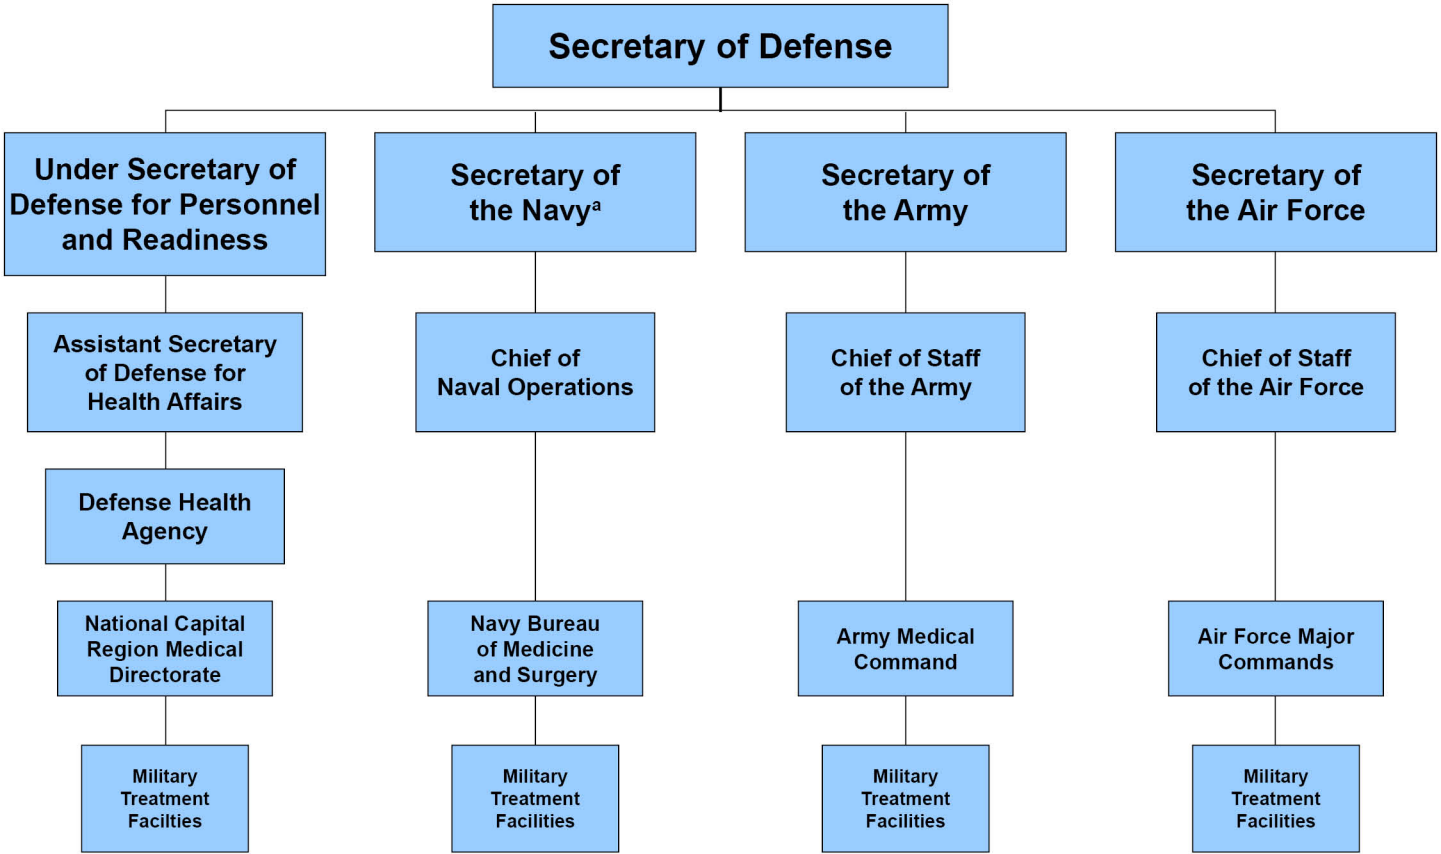 Secretary of Defense
Under Secretary of
Defense for Personnel
and Readiness
Secretary of
the Navyᵃ
Secretary of
the Army
Secretary of
the Air Force
Assistant Secretary
of Defense for
Health Affairs
Chief of
Naval Operations
Chief of Staff
of the Army
Chief of Staff
of the Air Force
Defense Health
Agency
National Capital
Region Medical
Directorate
Navy Bureau
of Medicine
and Surgery
Army Medical
Command
Air Force Major
Commands
Military
Treatment
Facilties
Military
Treatment
Facilities
Military
Treatment
Facilities
Military
Treatment
Facilities